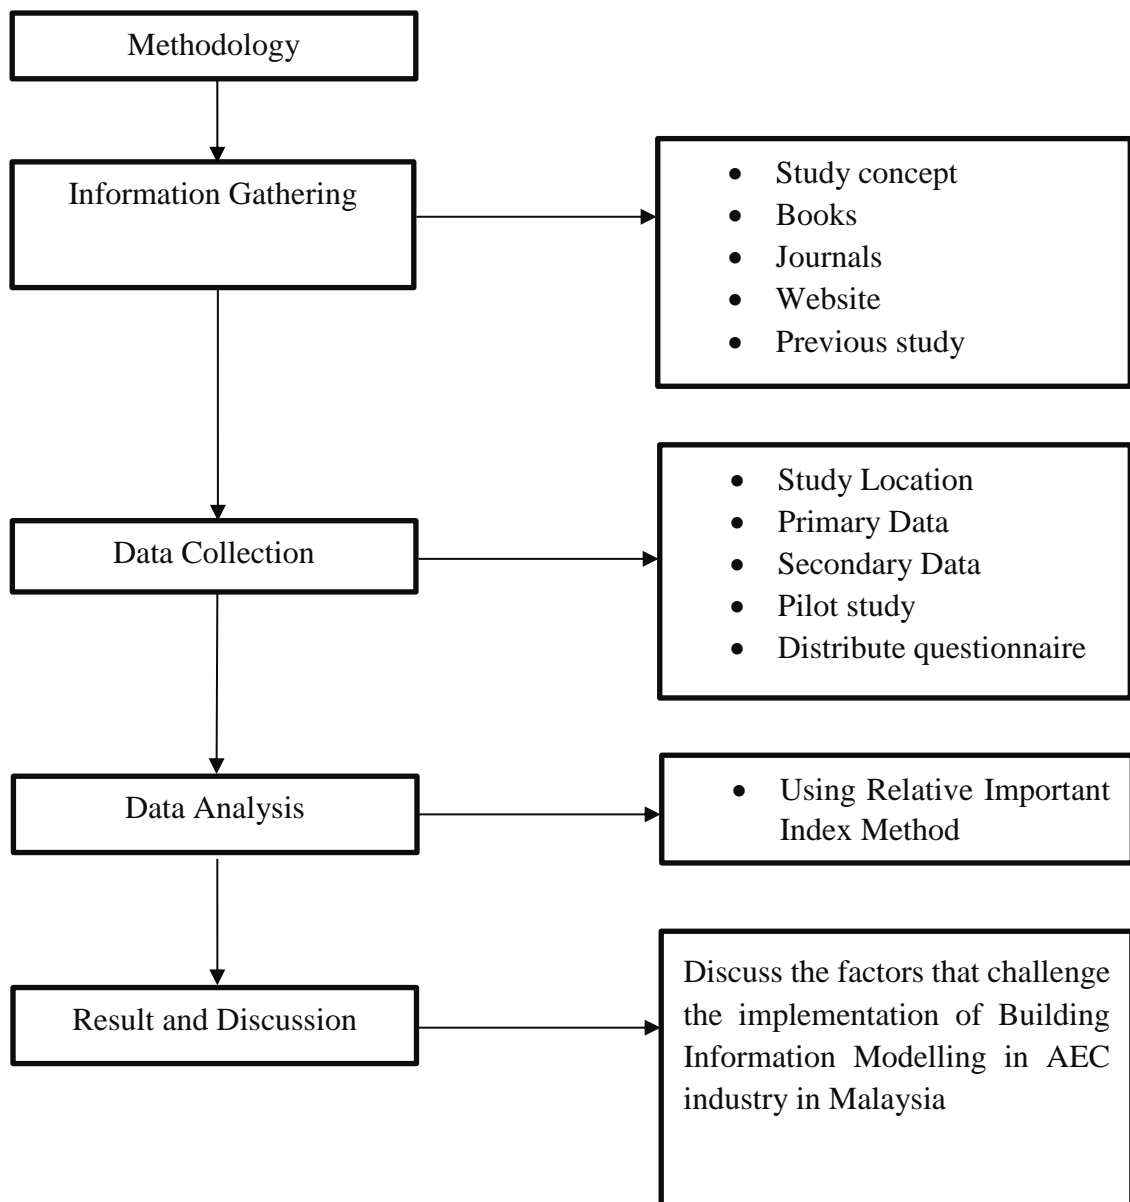 Methodology
Information Gathering
• Study concept
• Books
• Journals
• Website
• Previous study
Data Collection
• Study Location
• Primary Data
• Secondary Data
• Pilot study
• Distribute questionnaire
Data Analysis
• Using Relative Important
Index Method
Result and Discussion
Discuss the factors that challenge
the implementation of Building
Information Modelling in AEC
industry in Malaysia